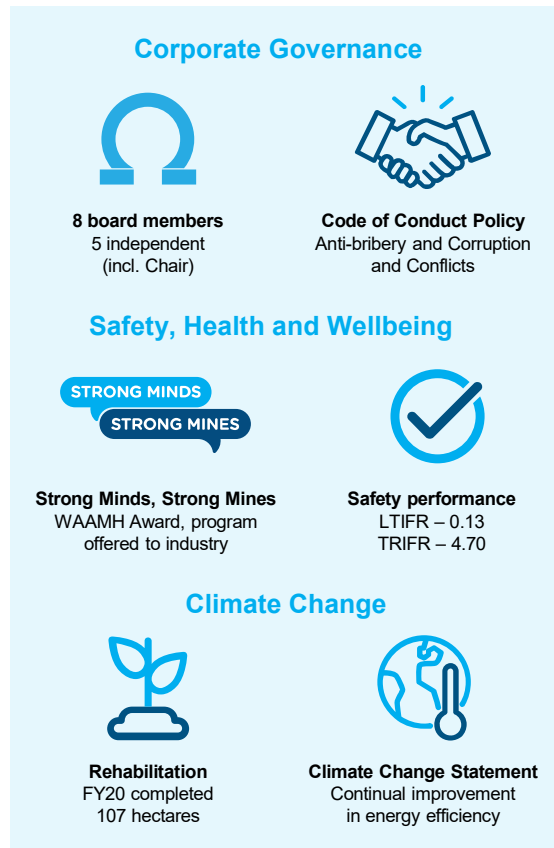 Corporate Governance
8 board members
5 independent
(incl. Chair)
Code of Conduct Policy
Anti-bribery and Corruption
and Conflicts
Safety, Health and Wellbeing
STRONG MINDS
STRONG MINES
Strong Minds, Strong Mines
WAAMH Award, program
offered to industry
Safety performance
LTIFR – 0.13
TRIFR – 4.70
Climate Change
Rehabilitation
FY20 completed
107 hectares
Climate Change Statement
Continual improvement
in energy efficiency